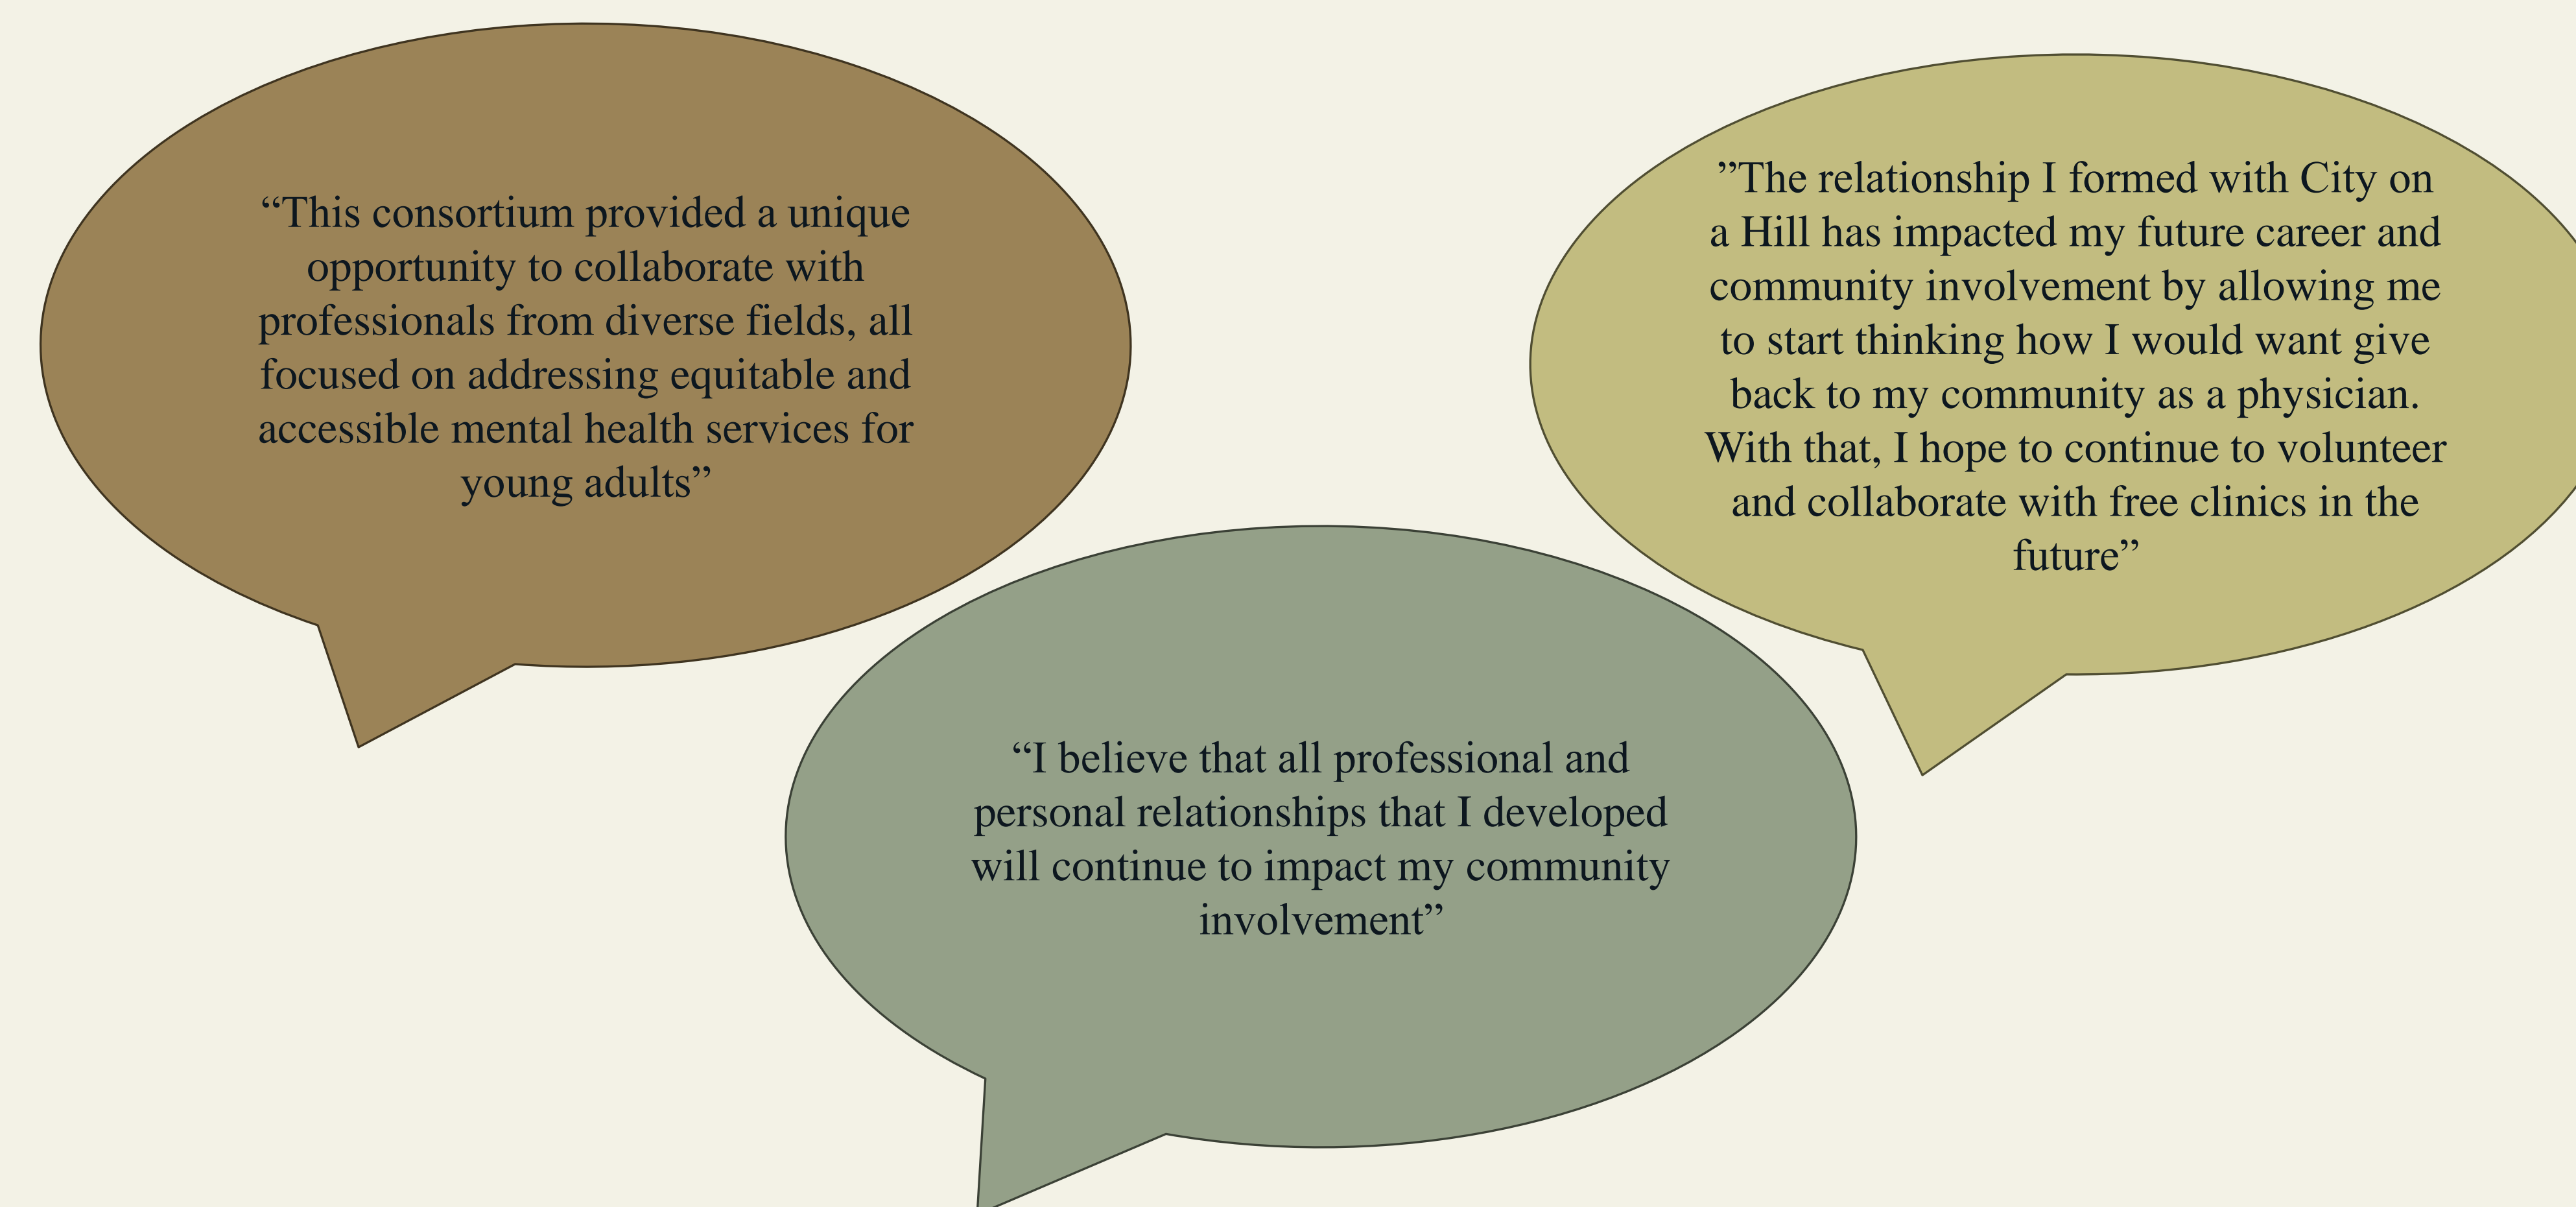 “This consortium provided a unique
opportunity to collaborate with
professionals from diverse fields, all
focused on addressing equitable and
accessible mental health services for
young adults”
”The relationship I formed with City on
a Hill has impacted my future career and
community involvement by allowing me
to start thinking how I would want give
back to my community as a physician.
With that, I hope to continue to volunteer
and collaborate with free clinics in the
future”
“I believe that all professional and
personal relationships that I developed
will continue to impact my community
involvement”